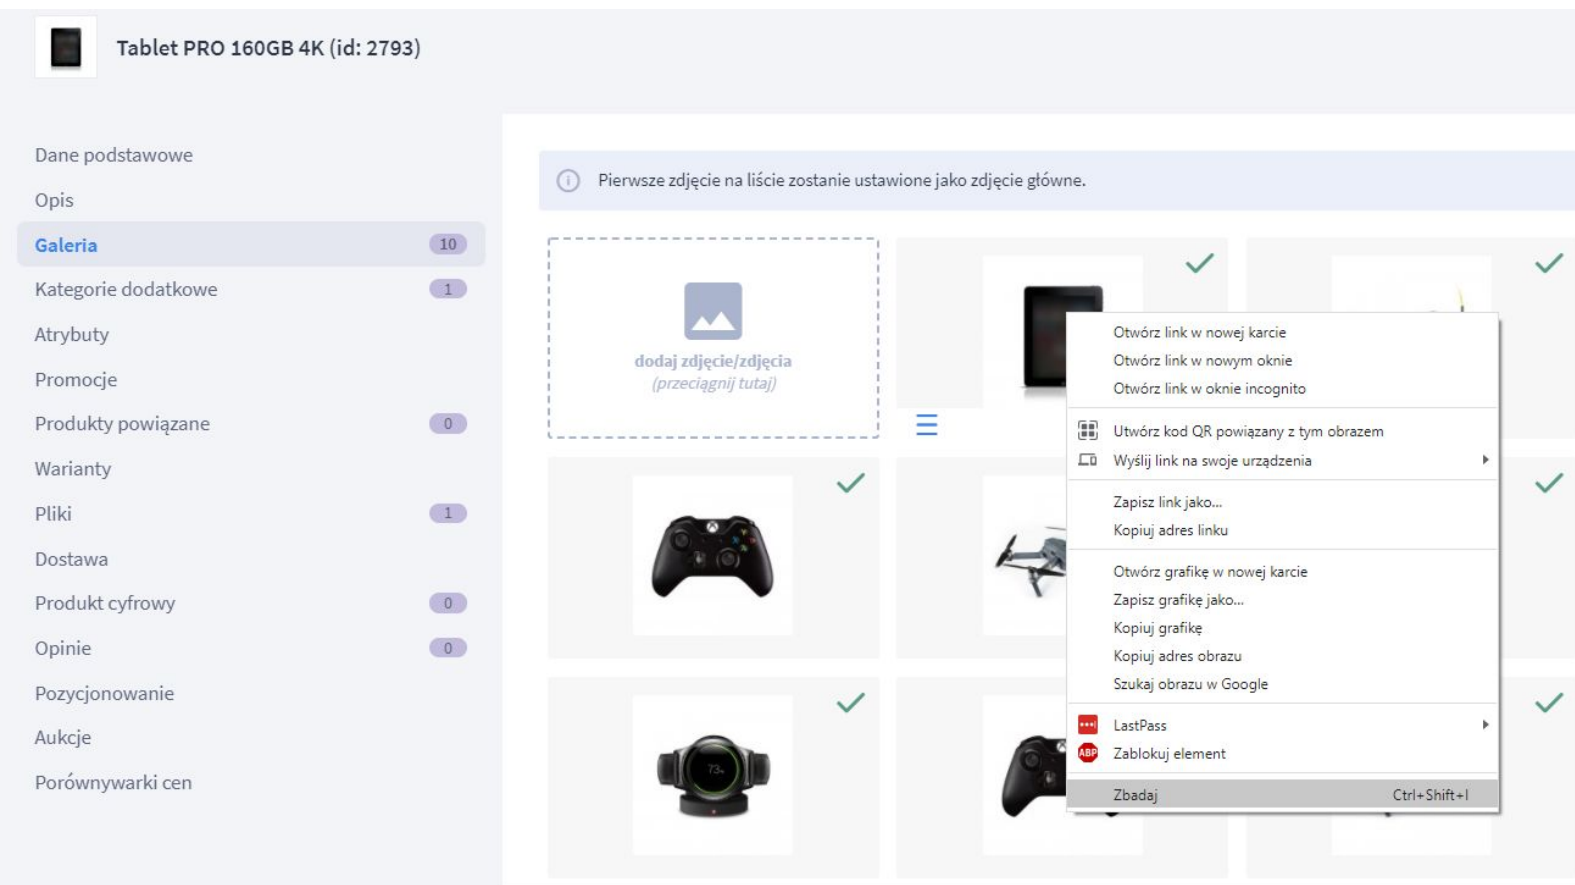 Tablet PRO 160GB 4K (id: 2793)
Dane podstawowe
Opis
Galeria 10
Kategorie dodatkowe 1
Atrybuty
Promocje
Produkty powiązane 0
Warianty
Pliki 1
Dostawa
Produkt cyfrowy 0
Opinie 0
Pozycjonowanie
Aukcje
Porównywarki cen
Pierwsze zdjęcie na liście zostanie ustawione jako zdjęcie główne.
dodaj zdjęcie/zdjęcia
(przeciągnij tutaj)
73
Otwórz link w nowej karcie
Otwórz link w nowym oknie
Otwórz link w oknie incognito
Utwórz kod QR powiązany z tym obrazem
Wyślij link na swoje urządzenia
Zapisz link jako...
Kopiuj adres linku
Otwórz grafikę w nowej karcie
Zapisz grafikę jako...
Kopiuj grafikę
Kopiuj adres obrazu
Szukaj obrazu w Google
LastPass
ABP Zablokuj element
Zbadaj Ctrl+Shift+I